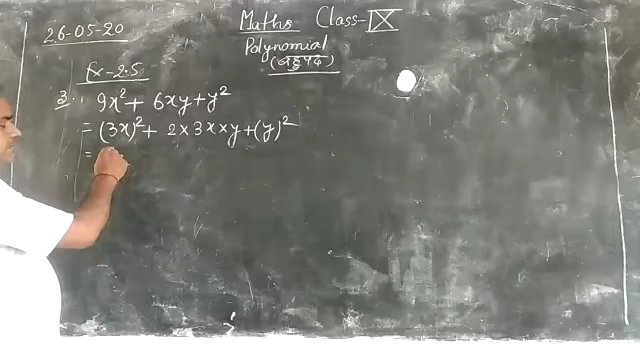 26-05-20
Maths Class-IX
Polynomial
(बहुपद)
Ex-2.5
3. 9x²+ 6xy+y²
= (3x)²+ 2×3x×y+(y)²
= (